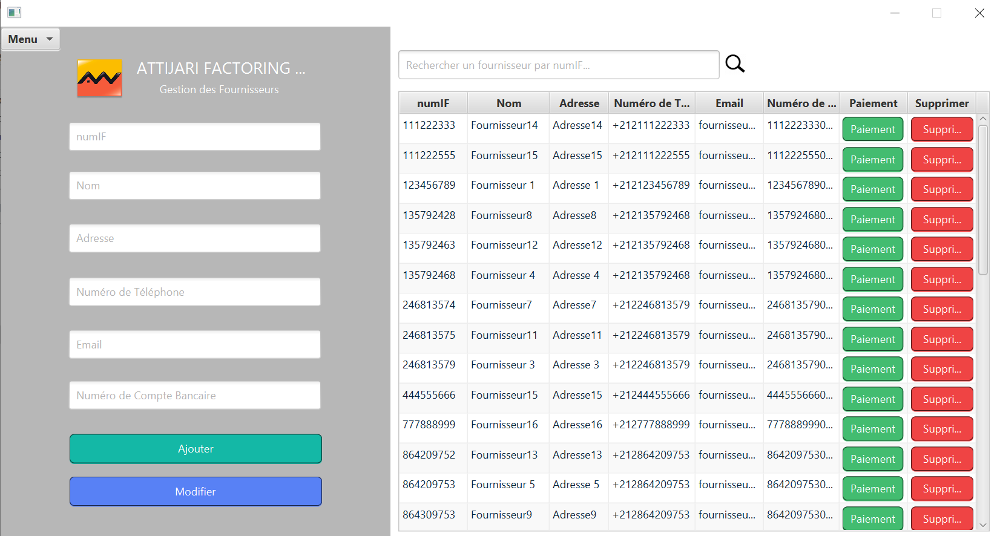 Menu
ATTIJARI FACTORING ...
Gestion des Fournisseurs
numIF
Nom
Adresse
Numéro de Téléphone
Email
Numéro de Compte Bancaire
Ajouter
Modifier
Rechercher un fournisseur par numIF...
numIF Nom Adresse Numéro de T... Email Numéro de ... Paiement Supprimer
111222333 Fournisseur14 Adresse14 +212111222333 fournisseu... 1112223330... Paiement Suppri...
111222555 Fournisseur15 Adresse15 +212111222555 fournisseu... 1112225550... Paiement Suppri...
123456789 Fournisseur 1 Adresse 1 +212123456789 fournisseu... 1234567890... Paiement Suppri...
135792428 Fournisseur8 Adresse8 +212135792468 fournisseu... 1357924680... Paiement Suppri...
135792463 Fournisseur12 Adresse12 +212135792468 fournisseu... 1357924680... Paiement Suppri...
135792468 Fournisseur 4 Adresse 4 +212135792468 fournisseu... 1357924680... Paiement Suppri...
246813574 Fournisseur7 Adresse7 +212246813579 fournisseu... 2468135790... Paiement Suppri...
246813575 Fournisseur11 Adresse11 +212246813579 fournisseu... 2468135790... Paiement Suppri...
246813579 Fournisseur 3 Adresse 3 +212246813579 fournisseu... 2468135790... Paiement Suppri...
444555666 Fournisseur15 Adresse15 +212444555666 fournisseu... 4445556660... Paiement Suppri...
777888999 Fournisseur16 Adresse16 +212777888999 fournisseu... 7778889990... Paiement Suppri...
864209752 Fournisseur13 Adresse13 +212864209753 fournisseu... 8642097530... Paiement Suppri...
864209753 Fournisseur 5 Adresse 5 +212864209753 fournisseu... 8642097530... Paiement Suppri...
864309753 Fournisseur9 Adresse9 +212864209753 fournisseu... 8642097530... Paiement Suppri...